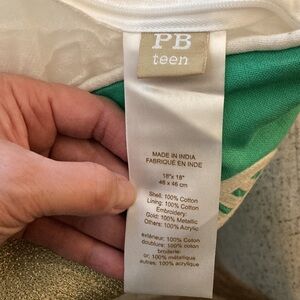 PB
teen
MADE IN INDIA
FABRIQUÉ EN INDE
18"x 18"
46 x 46 cm
Shell: 100% Cotton
Lining: 100% Cotton
Embroidery:
Gold: 100% Metallic
Others: 100% Acrylic
extérieur: 100% Coton
doublure: 100% coton
broderie:
or: 100% métallique
autres: 100% acrylique